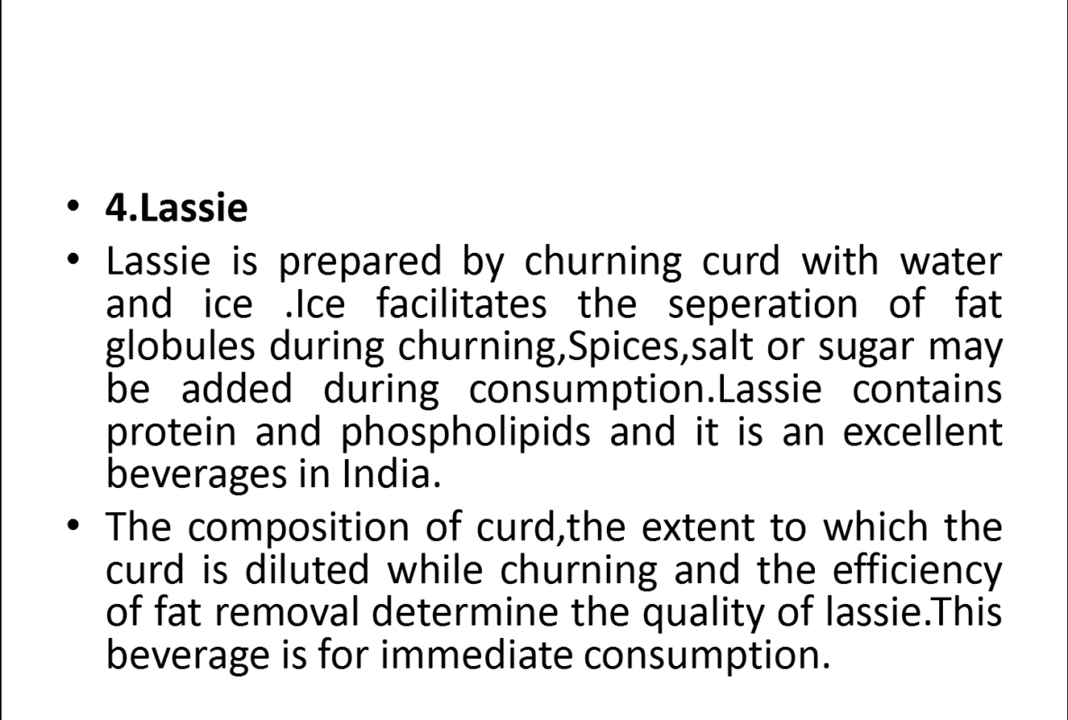 • 4.Lassie
• Lassie is prepared by churning curd with water
and ice .Ice facilitates the seperation of fat
globules during churning,Spices,salt or sugar may
be added during consumption.Lassie contains
protein and phospholipids and it is an excellent
beverages in India.
• The composition of curd,the extent to which the
curd is diluted while churning and the efficiency
of fat removal determine the quality of lassie.This
beverage is for immediate consumption.